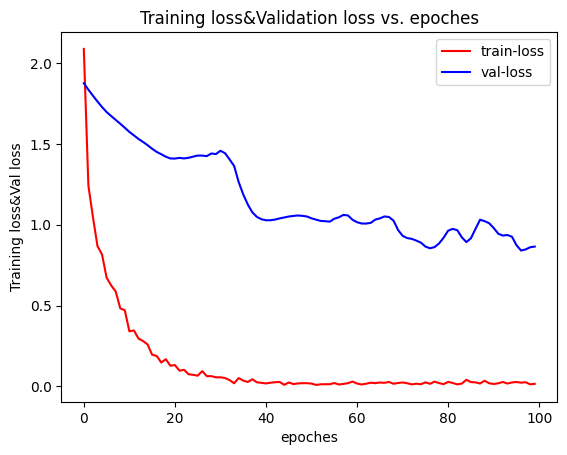 Training loss&Validation loss vs. epoches
train-loss
val-loss
Training loss&Val loss
2.0
1.5
1.0
0.5
0.0
0
20
40
60
80
100
epoches